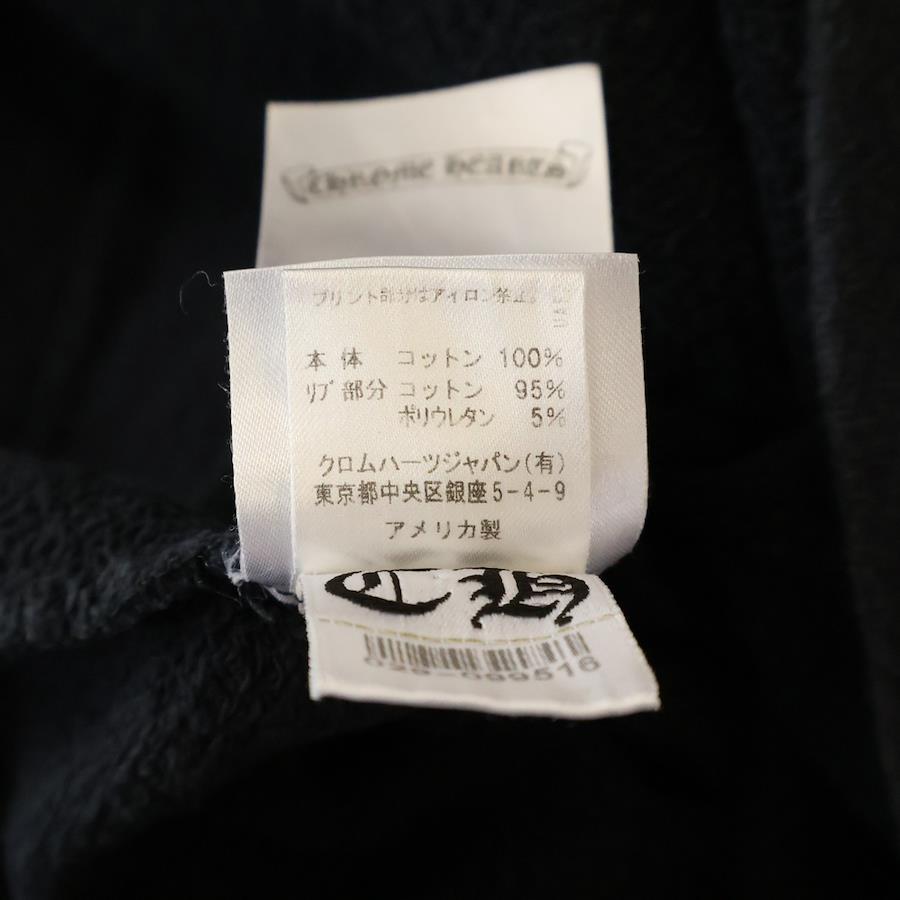 Chrome Hearts
プリント部分はアイロン禁止
本体 コットン 100%
リブ部分 コットン 95%
ポリウレタン 5%
クロムハーツジャパン(有)
東京都中央区銀座5-4-9
アメリカ製